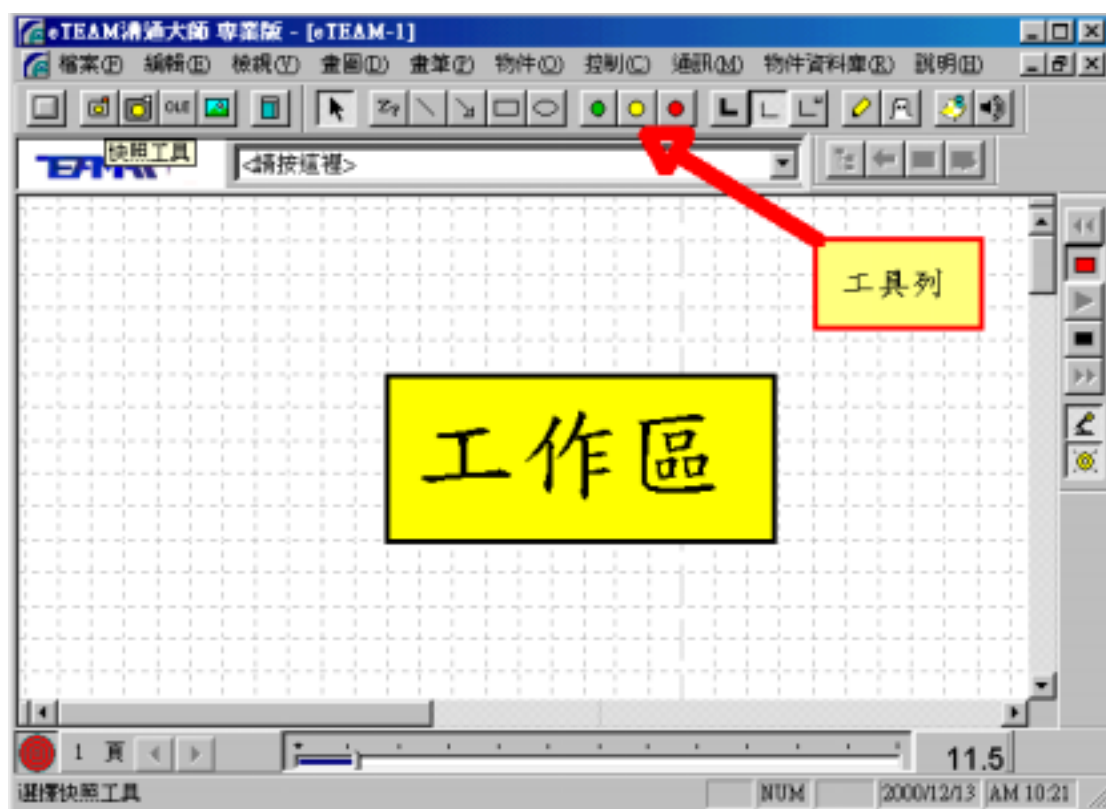 eTEAM溝通大師 專業版 - [eTEAM-1]
檔案(F) 編輯(E) 檢視(V) 畫圖(D) 畫筆(P) 物件(O) 控制(C) 通訊(M) 物件資料庫(R) 說明(H)
OLE
快照工具
<請按這裡>
工具列
工作區
1 頁
11.5
選擇快照工具 NUM 2000/12/13 AM 10:21